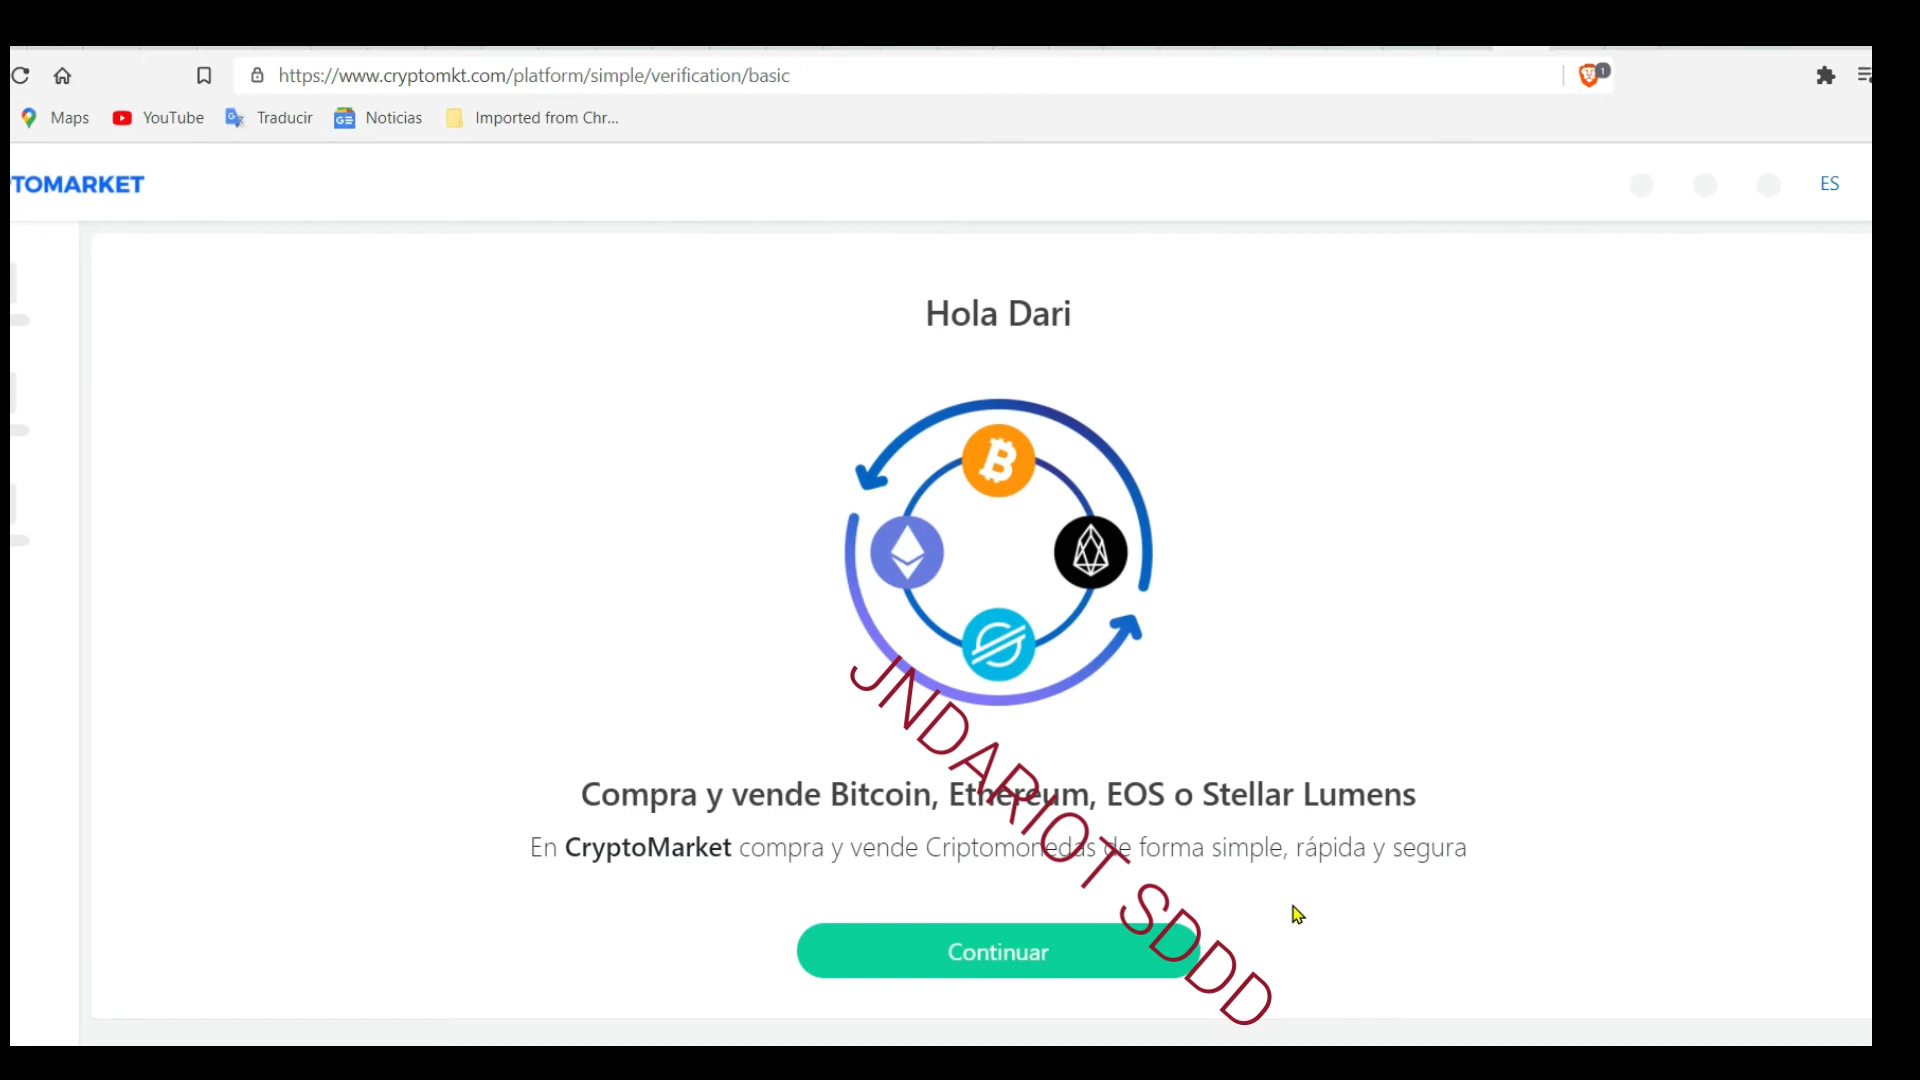 https://www.cryptomkt.com/platform/simple/verification/basic
1
Maps YouTube Traducir Noticias Imported from Chr...
TOMARKET
ES
Hola Dari
Compra y vende Bitcoin, Ethereum, EOS o Stellar Lumens
En CryptoMarket compra y vende Criptomonedas de forma simple, rápida y segura
Continuar
JNDARIOT SDDD